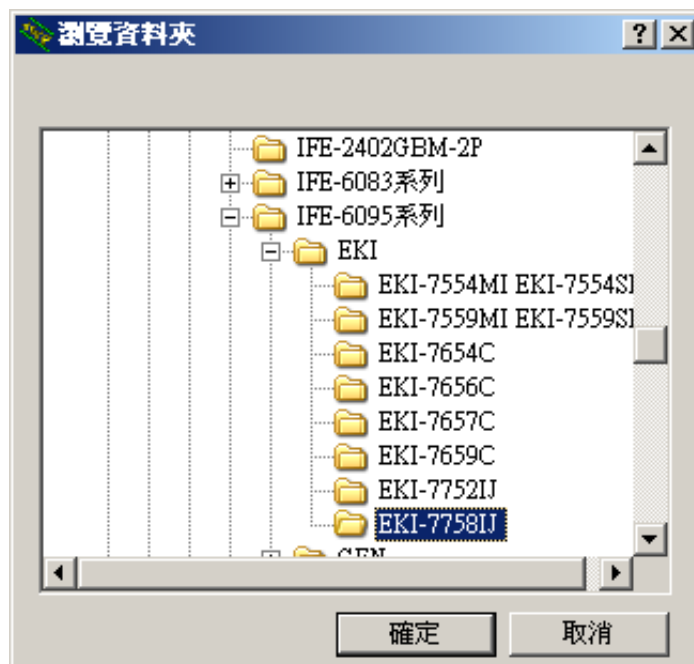 瀏覽資料夾
IFE-2402GBM-2P
IFE-6083系列
IFE-6095系列
EKI
EKI-7554MI EKI-7554SI
EKI-7559MI EKI-7559SI
EKI-7654C
EKI-7656C
EKI-7657C
EKI-7659C
EKI-7752IJ
EKI-7758IJ
確定 取消